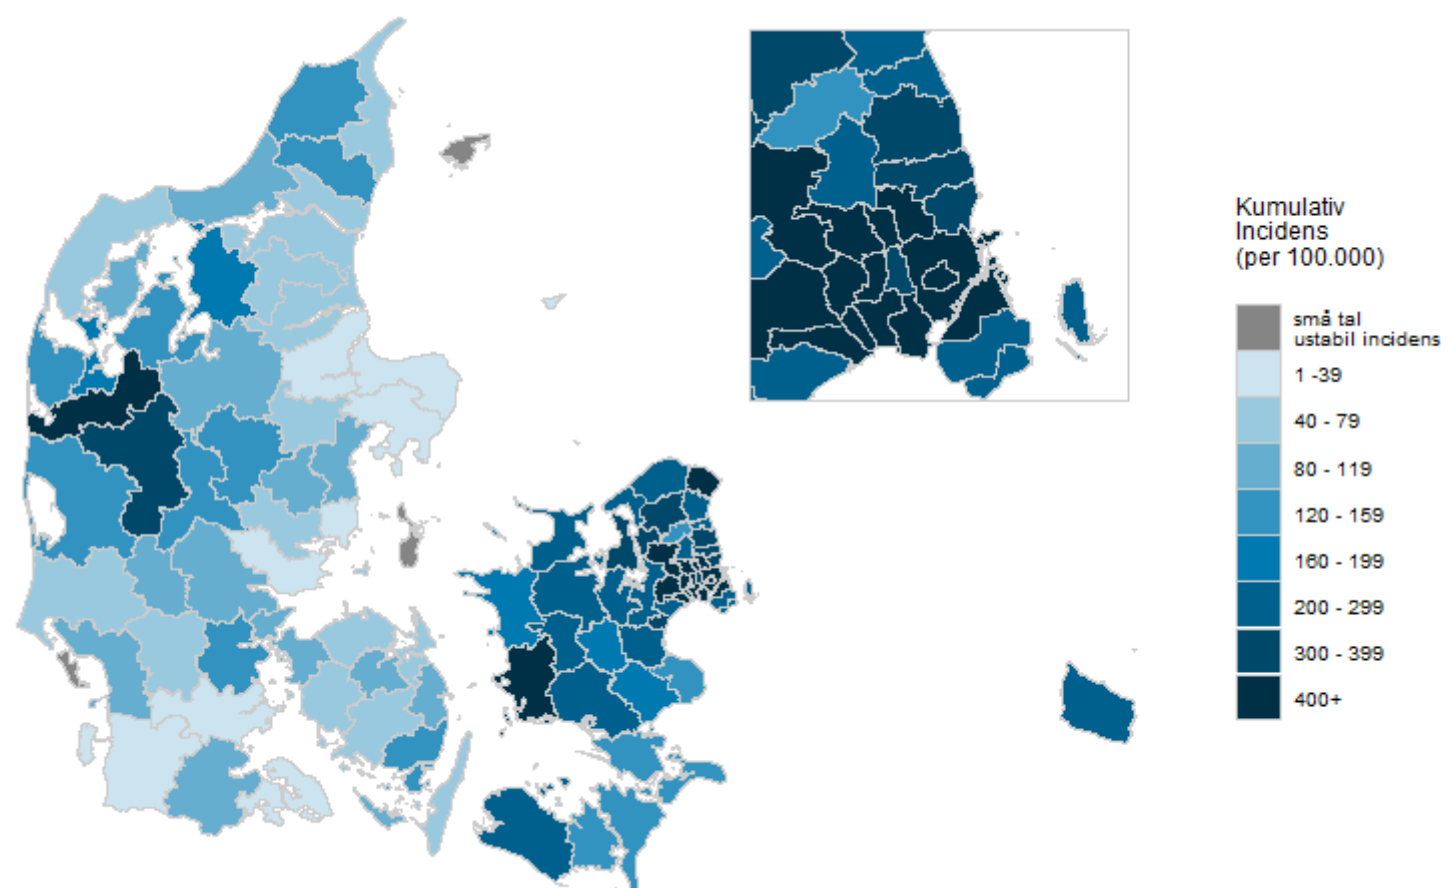 Kumulativ
Incidens
(per 100.000)
små tal
ustabil incidens
1 -39
40 - 79
80 - 119
120 - 159
160 - 199
200 - 299
300 - 399
400+